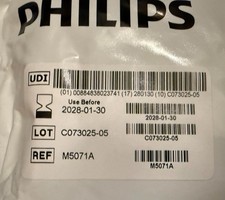 PHILIPS
UDI
(01) 00884838023741 (17) 280130 (10) C073025-05
Use Before
2028-01-30
2028-01-30
LOT C073025-05
C073025-05
REF M5071A
M5071A